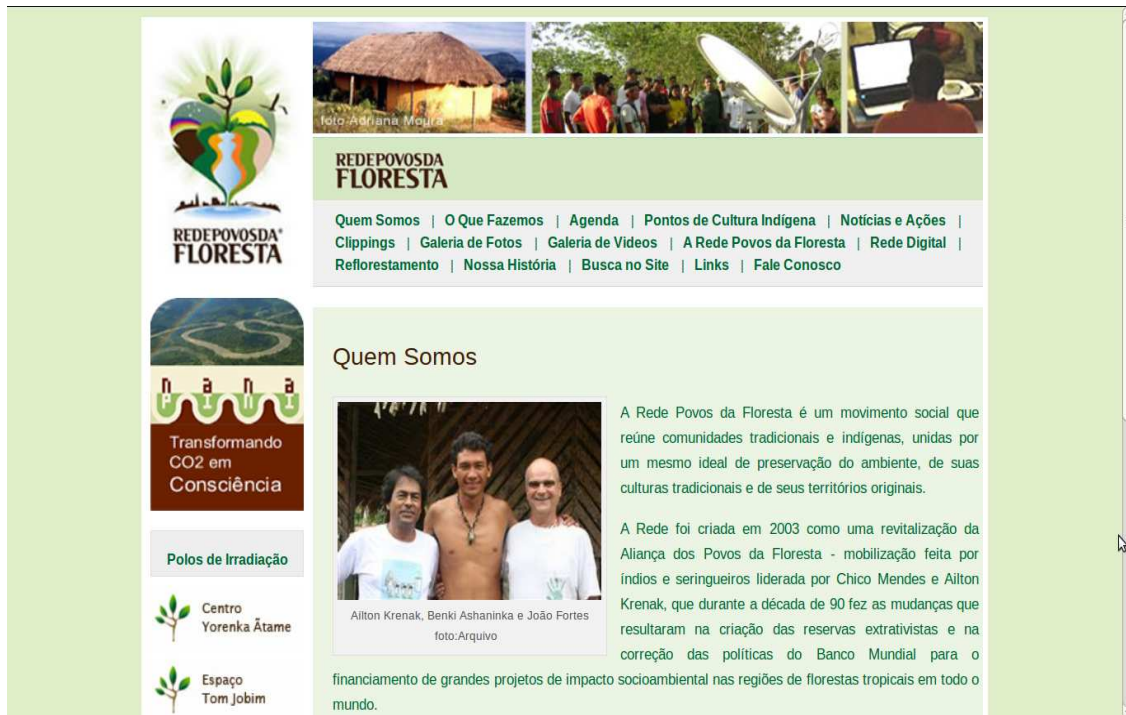 foto Adriana Moura
REDEPOVOSDA
FLORESTA
REDEPOVOSDA
FLORESTA
Quem Somos | O Que Fazemos | Agenda | Pontos de Cultura Indígena | Notícias e Ações |
Clippings | Galeria de Fotos | Galeria de Videos | A Rede Povos da Floresta | Rede Digital |
Reflorestamento | Nossa História | Busca no Site | Links | Fale Conosco
Transformando
CO2 em
Consciência
Polos de Irradiação
Centro
Yorenka Ãtame
Espaço
Tom Jobim
Quem Somos
Aílton Krenak, Benki Ashaninka e João Fortes
foto:Arquivo
A Rede Povos da Floresta é um movimento social que
reúne comunidades tradicionais e indígenas, unidas por
um mesmo ideal de preservação do ambiente, de suas
culturas tradicionais e de seus territórios originais.
A Rede foi criada em 2003 como uma revitalização da
Aliança dos Povos da Floresta - mobilização feita por
índios e seringueiros liderada por Chico Mendes e Ailton
Krenak, que durante a década de 90 fez as mudanças que
resultaram na criação das reservas extrativistas e na
correção das políticas do Banco Mundial para o
financiamento de grandes projetos de impacto socioambiental nas regiões de florestas tropicais em todo o
mundo.